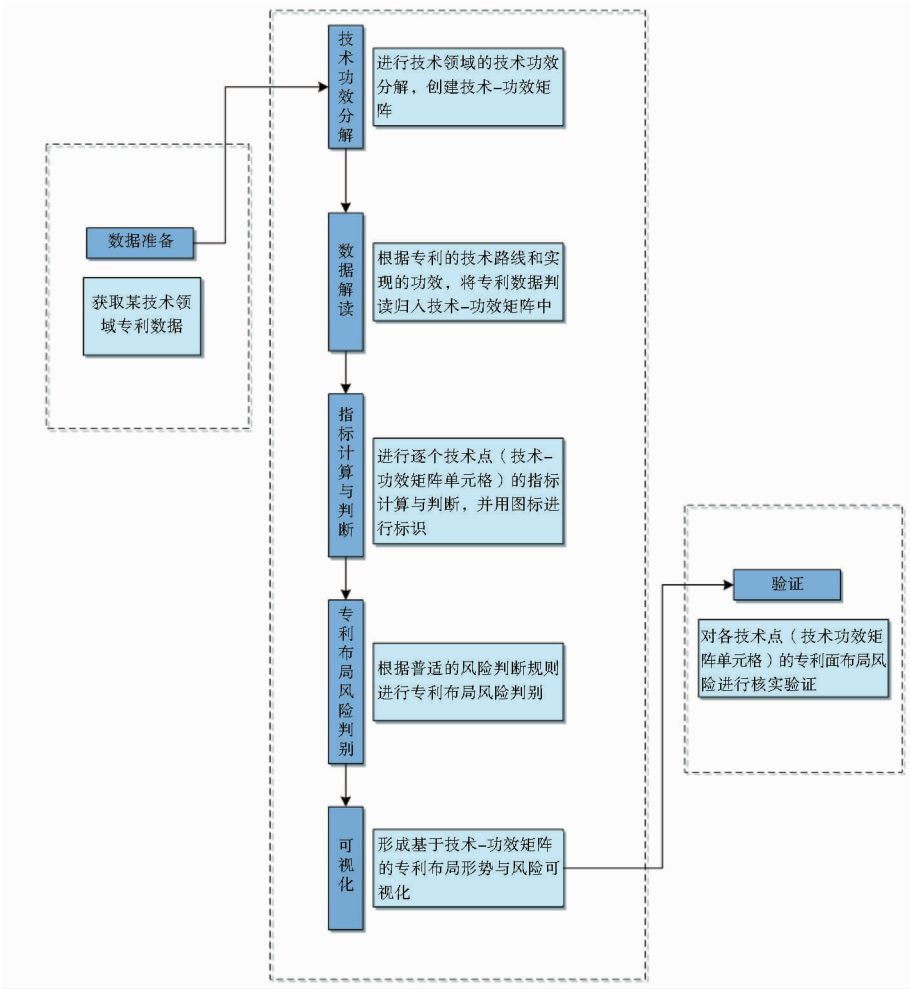 数据准备
获取某技术领
域专利数据
技术功效分解
进行技术领域的技术功效
分解，创建技术-功效矩
阵
数据解读
根据专利的技术路线和实
现的功效，将专利数据判
读归入技术-功效矩阵中
指标计算与判断
进行逐个技术点（技术-
功效矩阵单元格）的指标
计算与判断，并用图标进
行标识
专利布局风险判别
根据普适的风险判断规则
进行专利布局风险判别
可视化
形成基于技术-功效矩阵
的专利布局形势与风险可
视化
验证
对各技术点（技术功效矩
阵单元格）的专利面布局风
险进行核实验证